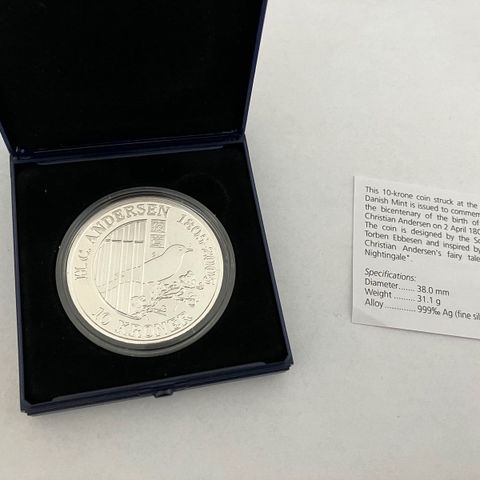 H.C. ANDERSEN 1805-2005
10 KRONER
This 10-krone coin struck at the
Danish Mint is issued to commem
the bicentenary of the birth of
Christian Andersen on 2 April 180
The coin is designed by the Sc
Torben Ebbesen and inspired by
Christian Andersen's fairy tale
Nightingale".
Specifications:
Diameter....... 38.0 mm
Weight ......... 31.1 g
Alloy ............. 999‰ Ag (fine sil